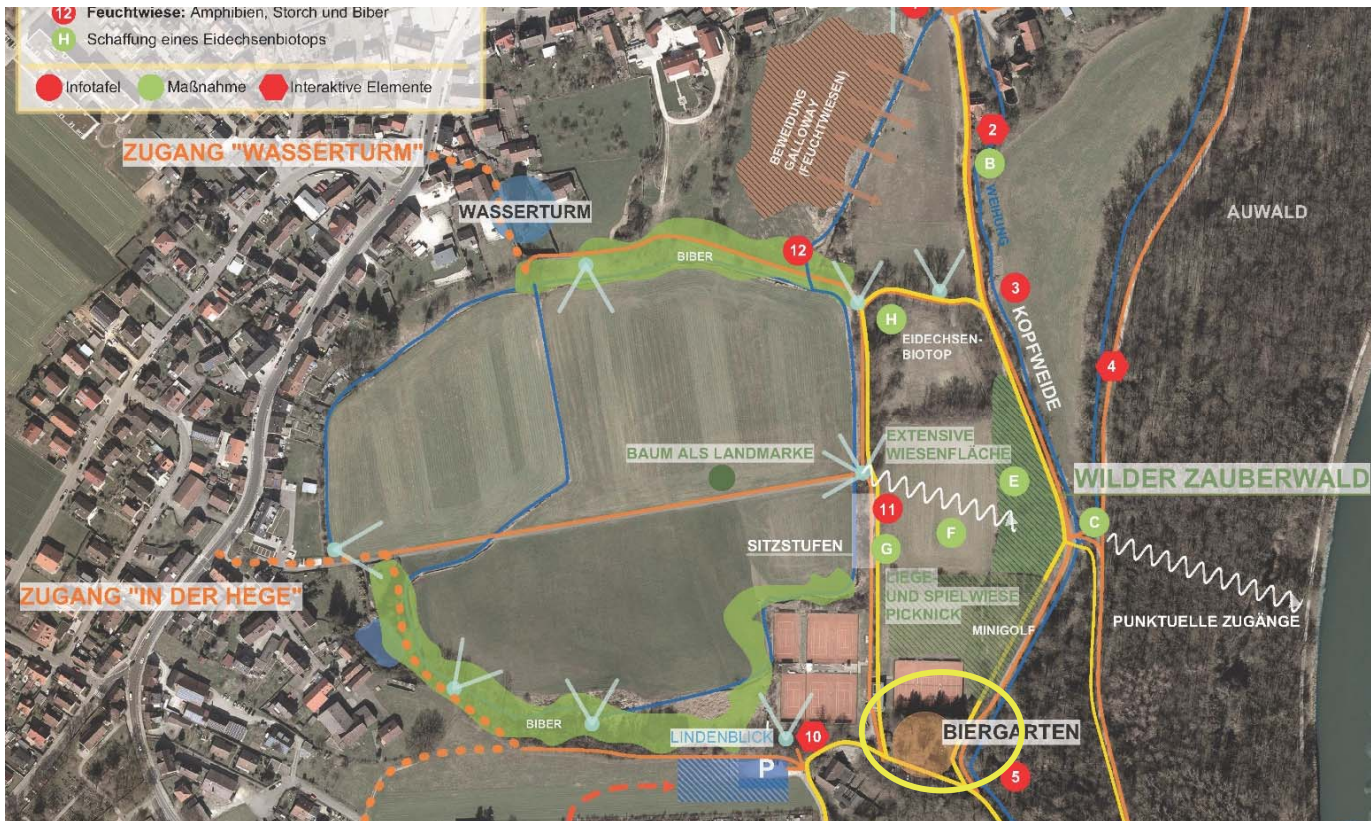 12 Feuchtwiese: Amphibien, Storch und Biber
H Schaffung eines Eidechsenbiotops
Infotafel
Maßnahme
Interaktive Elemente
ZUGANG "WASSERTURM"
WASSERTURM
BEWEIDUNG
GALLOWAY
(FEUCHTWIESEN)
2
B
WEIHUNG
AUWALD
BIBER
12
3
H
KOPFWEIDE
EIDECHSEN-
BIOTOP
4
BAUM ALS LANDMARKE
EXTENSIVE
WIESENFLÄCHE
E
WILDER ZAUBERWALD
11
C
F
SITZSTUFEN
G
ZUGANG "IN DER HEGE"
LIEGE-
UND SPIELWIESE
PICKNICK
PUNKTUELLE ZUGÄNGE
MINIGOLF
BIBER
LINDENBLICK
10
BIERGARTEN
P
5